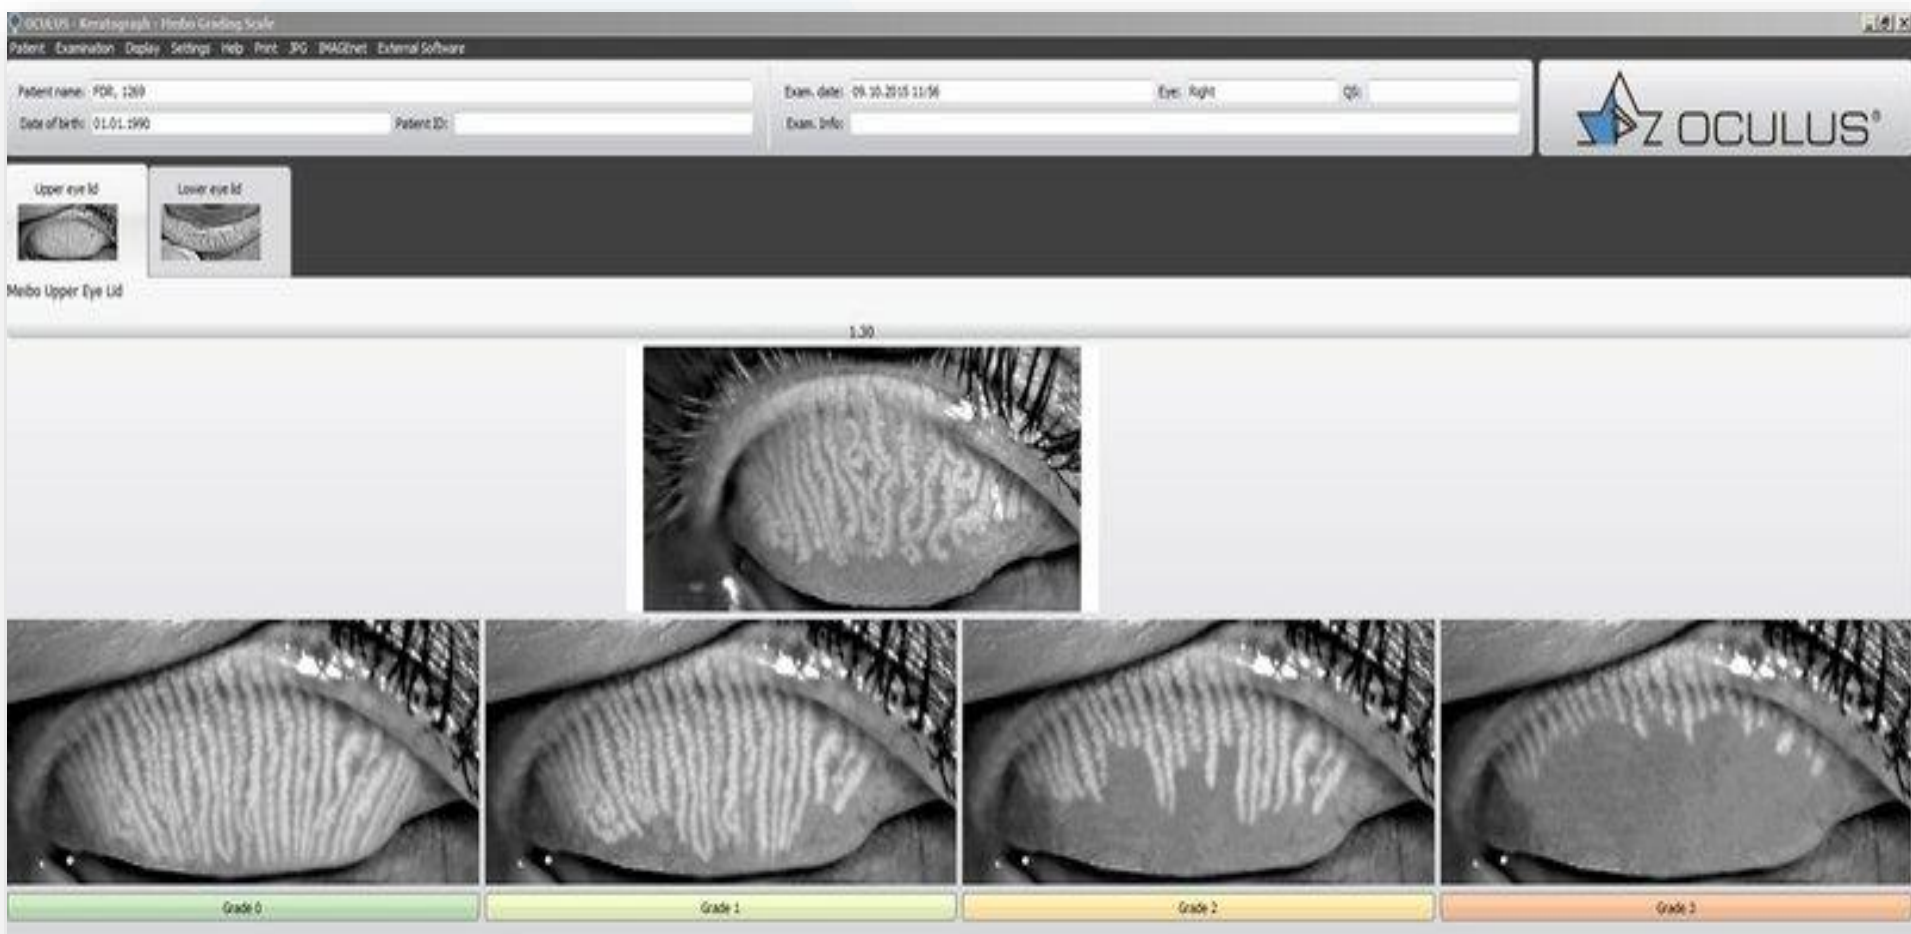 OCULUS - Keratograph - Meibo Grading Scale
Patient Examination Display Settings Help Print JPG IMAGEnet External Software
Patient name: FDR, 1269
Exam. date: 09.10.2015 11:56
Eye: Right
QS:
Date of birth: 01.01.1990
Patient ID:
Exam. Info:
OCULUS®
Upper eye lid
Lower eye lid
Meibo Upper Eye Lid
1.30
Grade 0
Grade 1
Grade 2
Grade 3